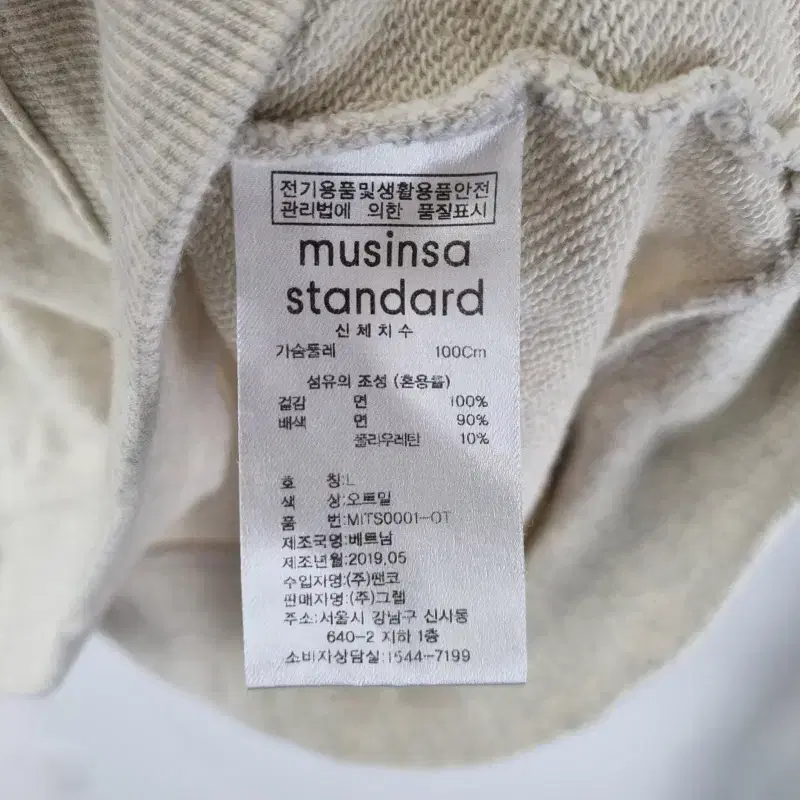 전기용품및생활용품안전
관리법에 의한 품질표시
musinsa
standard
신체치수
가슴둘레 100Cm
섬유의 조성 (혼용률)
겉감 면 100%
배색 면 90%
폴리우레탄 10%
호 칭:L
색 상:오트밀
품 번:MITS0001-OT
제조국명:베트남
제조년월:2019.05
수입자명:(주)팬코
판매자명:(주)그랩
주소:서울시 강남구 신사동
640-2 지하 1층
소비자상담실:1544-7199